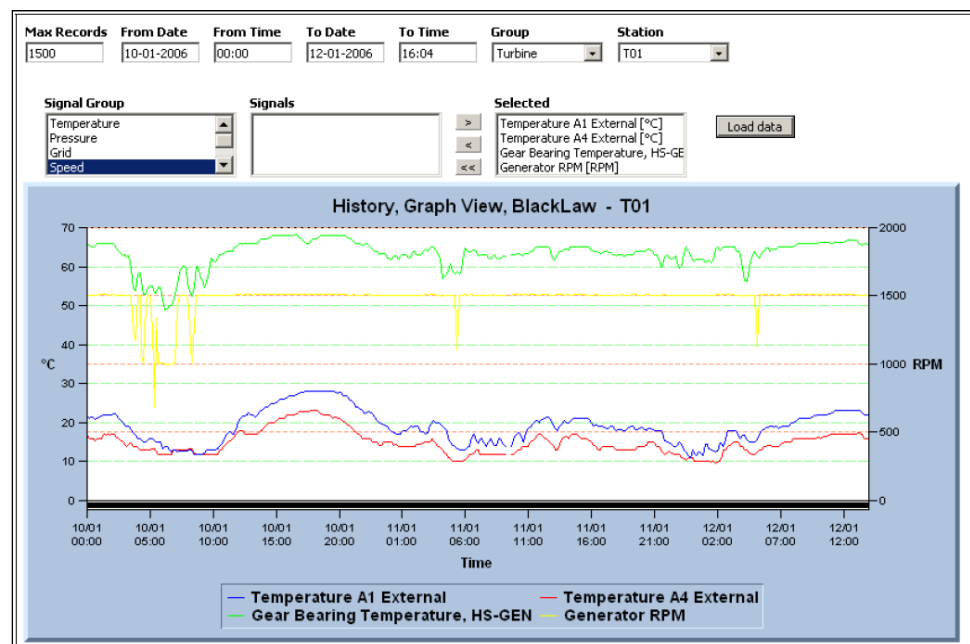 Max Records From Date From Time To Date To Time Group Station
1500 10-01-2006 00:00 12-01-2006 16:04 Turbine T01
Signal Group Signals Selected
Temperature
Pressure
Grid
Speed
>
<
<<
Temperature A1 External [°C]
Temperature A4 External [°C]
Gear Bearing Temperature, HS-GE
Generator RPM [RPM]
Load data
History, Graph View, BlackLaw - T01
70 2000
60
50 1500
40
°C 1000 RPM
30
20 500
10
0 0
10/01 10/01 10/01 10/01 10/01 11/01 11/01 11/01 11/01 11/01 12/01 12/01 12/01
00:00 05:00 10:00 15:00 20:00 01:00 06:00 11:00 16:00 21:00 02:00 07:00 12:00
Time
Temperature A1 External Temperature A4 External
Gear Bearing Temperature, HS-GEN Generator RPM